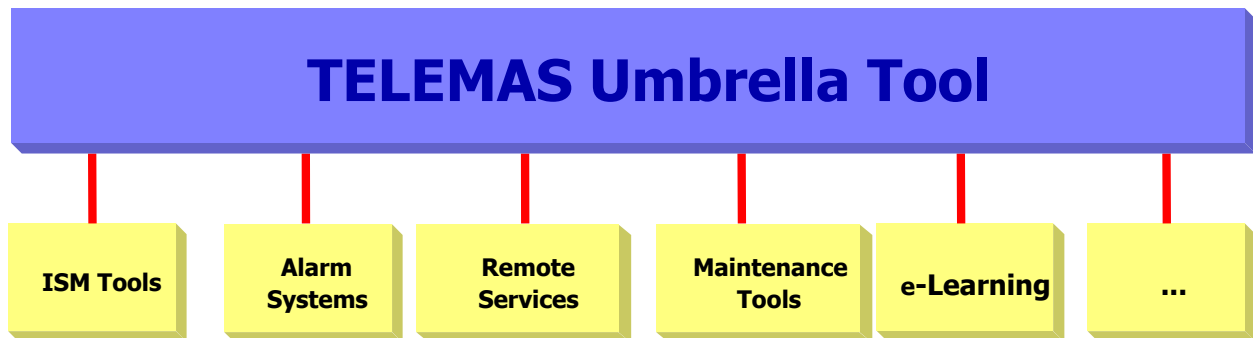 TELEMAS Umbrella Tool
ISM Tools
Alarm
Systems
Remote
Services
Maintenance
Tools
e-Learning
...